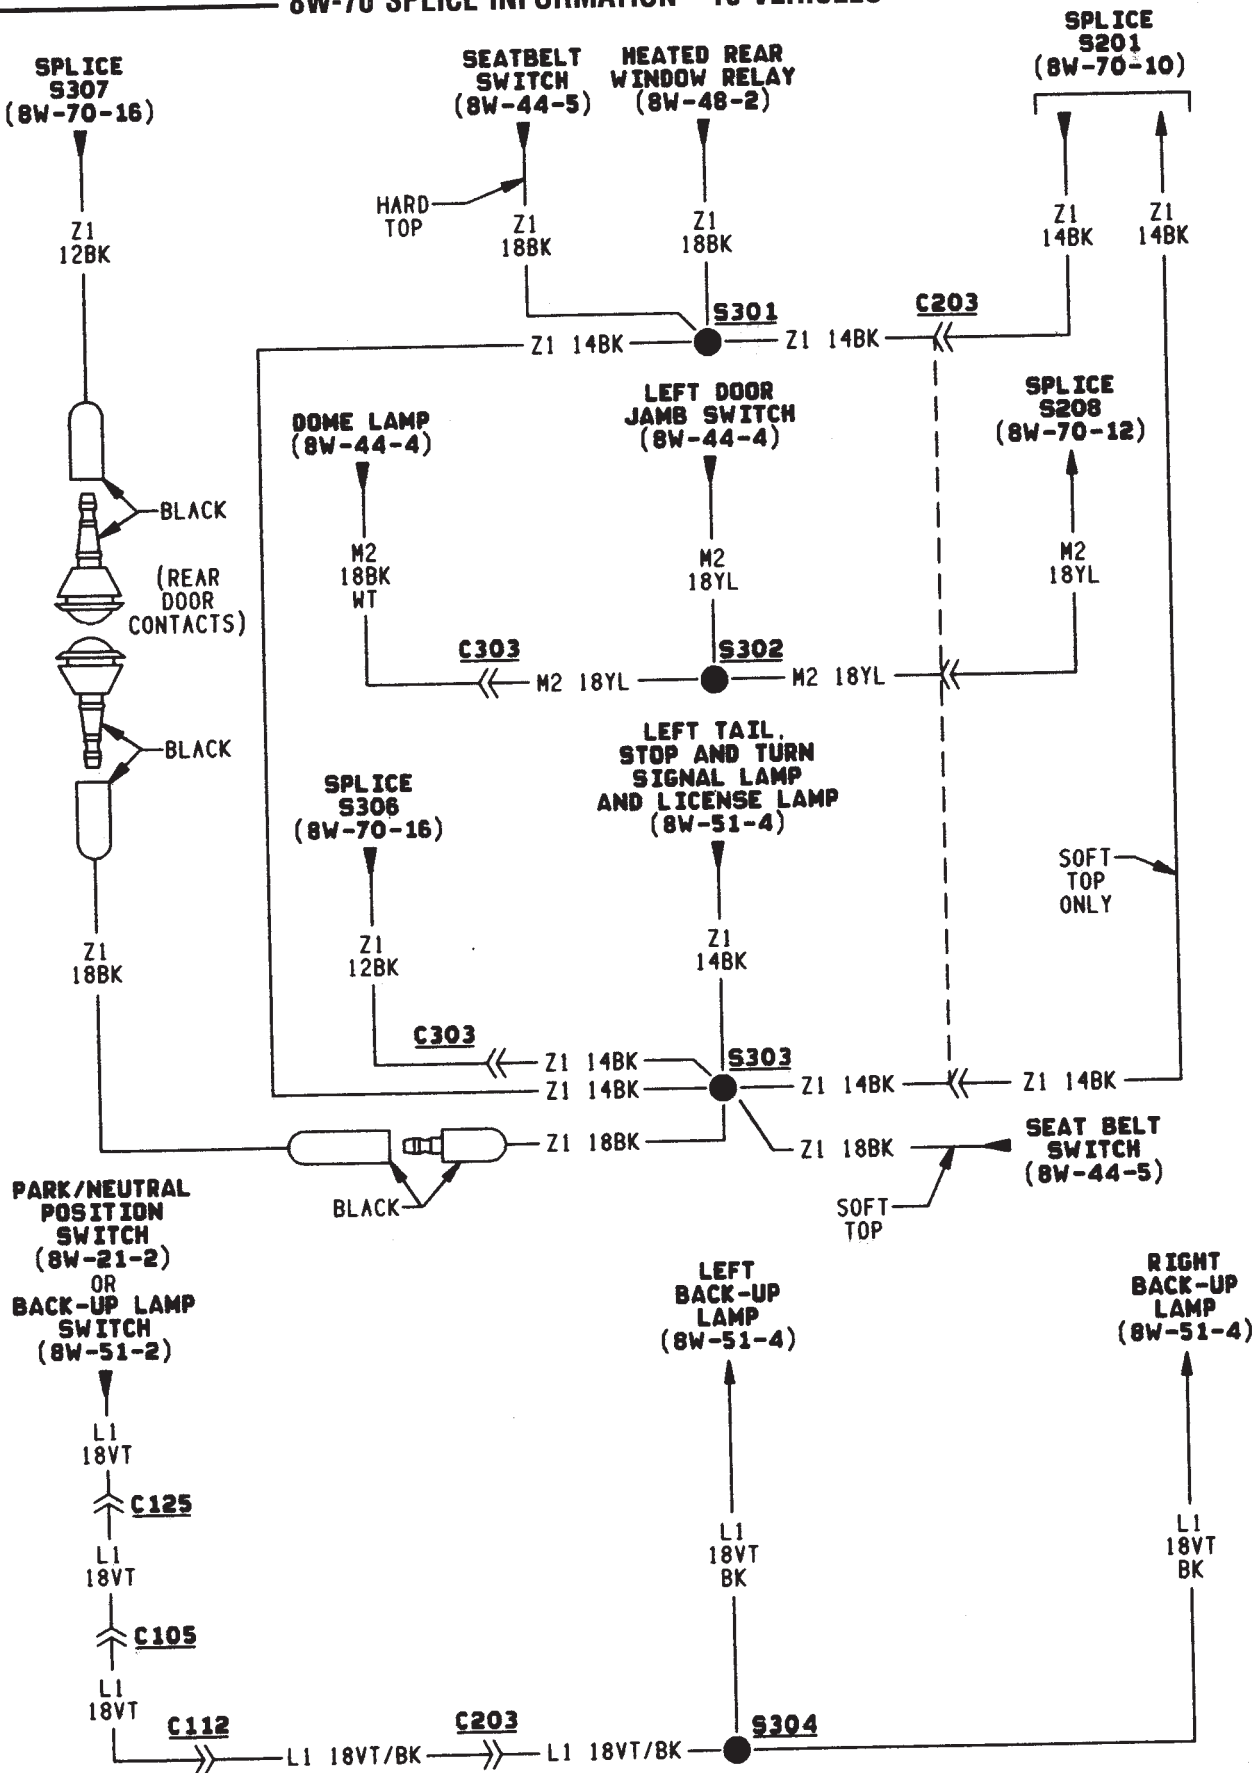 8W-70 SPLICE INFORMATION
SPLICE
S307
(8W-70-16)
SEATBELT
SWITCH
(8W-44-5)
HEATED REAR
WINDOW RELAY
(8W-48-2)
SPLICE
S201
(8W-70-10)
HARD
TOP
Z1
12BK
Z1
18BK
Z1
18BK
Z1
14BK
Z1
14BK
S301
C203
Z1 14BK
Z1 14BK
DOME LAMP
(8W-44-4)
LEFT DOOR
JAMB SWITCH
(8W-44-4)
SPLICE
S208
(8W-70-12)
BLACK
(REAR
DOOR
CONTACTS)
M2
18BK
WT
M2
18YL
M2
18YL
C303
S302
M2 18YL
M2 18YL
BLACK
SPLICE
S306
(8W-70-16)
LEFT TAIL,
STOP AND TURN
SIGNAL LAMP
AND LICENSE LAMP
(8W-51-4)
SOFT
TOP
ONLY
Z1
18BK
Z1
12BK
Z1
14BK
C303
S303
Z1 14BK
Z1 14BK
Z1 14BK
Z1 14BK
Z1 18BK
Z1 18BK
SEAT BELT
SWITCH
(8W-44-5)
BLACK
SOFT
TOP
PARK/NEUTRAL
POSITION
SWITCH
(8W-21-2)
OR
BACK-UP LAMP
SWITCH
(8W-51-2)
LEFT
BACK-UP
LAMP
(8W-51-4)
RIGHT
BACK-UP
LAMP
(8W-51-4)
L1
18VT
C125
L1
18VT
C105
L1
18VT
L1
18VT
BK
L1
18VT
BK
C112
L1 18VT/BK
C203
L1 18VT/BK
S304